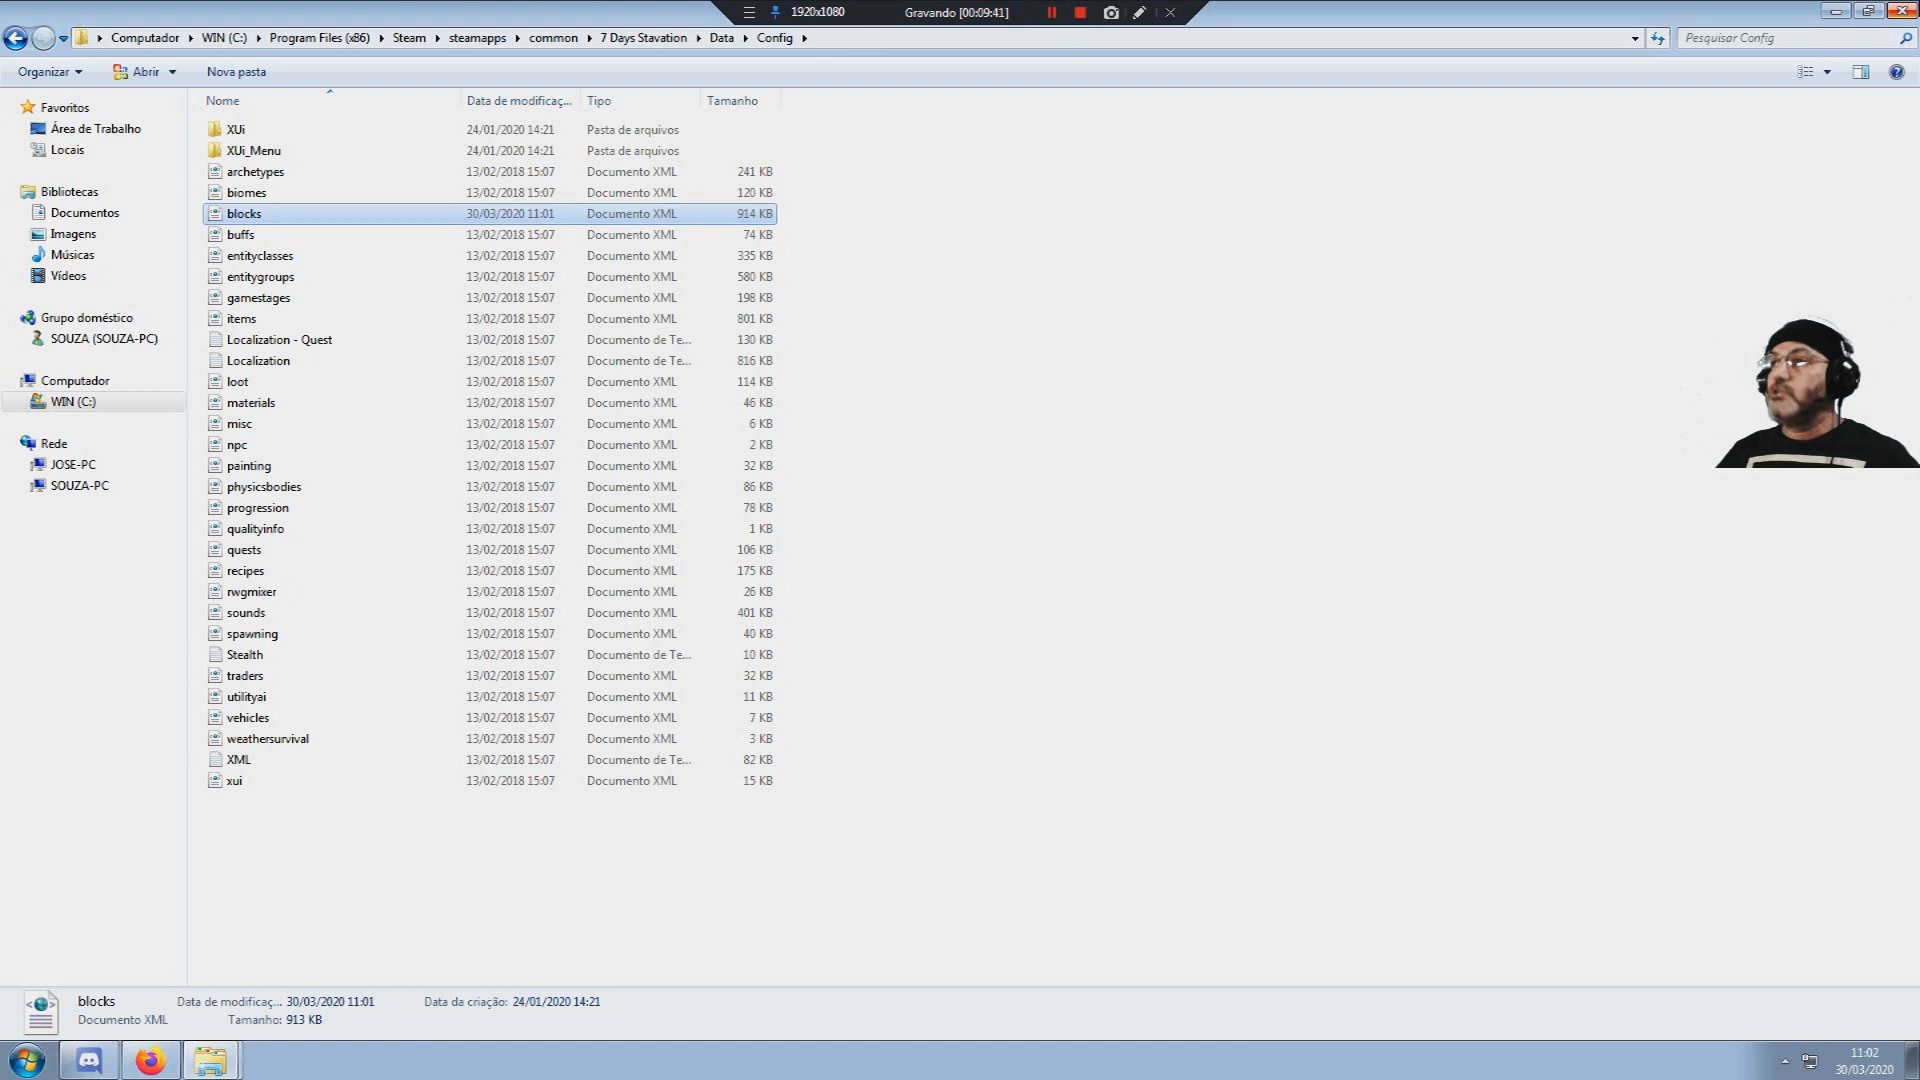 1920x1080 Gravando [00:09:41]
Computador WIN (C:) Program Files (x86) Steam steamapps common 7 Days Stavation Data Config Pesquisar Config
Organizar Abrir Nova pasta
Nome Data de modificaç... Tipo Tamanho
Favoritos
Área de Trabalho
Locais
Bibliotecas
Documentos
Imagens
Músicas
Vídeos
Grupo doméstico
SOUZA (SOUZA-PC)
Computador
WIN (C:)
Rede
JOSE-PC
SOUZA-PC
XUi 24/01/2020 14:21 Pasta de arquivos
XUi_Menu 24/01/2020 14:21 Pasta de arquivos
archetypes 13/02/2018 15:07 Documento XML 241 KB
biomes 13/02/2018 15:07 Documento XML 120 KB
blocks 30/03/2020 11:01 Documento XML 914 KB
buffs 13/02/2018 15:07 Documento XML 74 KB
entityclasses 13/02/2018 15:07 Documento XML 335 KB
entitygroups 13/02/2018 15:07 Documento XML 580 KB
gamestages 13/02/2018 15:07 Documento XML 198 KB
items 13/02/2018 15:07 Documento XML 801 KB
Localization - Quest 13/02/2018 15:07 Documento de Te... 130 KB
Localization 13/02/2018 15:07 Documento de Te... 816 KB
loot 13/02/2018 15:07 Documento XML 114 KB
materials 13/02/2018 15:07 Documento XML 46 KB
misc 13/02/2018 15:07 Documento XML 6 KB
npc 13/02/2018 15:07 Documento XML 2 KB
painting 13/02/2018 15:07 Documento XML 32 KB
physicsbodies 13/02/2018 15:07 Documento XML 86 KB
progression 13/02/2018 15:07 Documento XML 78 KB
qualityinfo 13/02/2018 15:07 Documento XML 1 KB
quests 13/02/2018 15:07 Documento XML 106 KB
recipes 13/02/2018 15:07 Documento XML 175 KB
rwgmixer 13/02/2018 15:07 Documento XML 26 KB
sounds 13/02/2018 15:07 Documento XML 401 KB
spawning 13/02/2018 15:07 Documento XML 40 KB
Stealth 13/02/2018 15:07 Documento de Te... 10 KB
traders 13/02/2018 15:07 Documento XML 32 KB
utilityai 13/02/2018 15:07 Documento XML 11 KB
vehicles 13/02/2018 15:07 Documento XML 7 KB
weathersurvival 13/02/2018 15:07 Documento XML 3 KB
XML 13/02/2018 15:07 Documento de Te... 82 KB
xui 13/02/2018 15:07 Documento XML 15 KB
blocks Data de modificaç... 30/03/2020 11:01 Data da criação: 24/01/2020 14:21
Documento XML Tamanho: 913 KB
11:02
30/03/2020